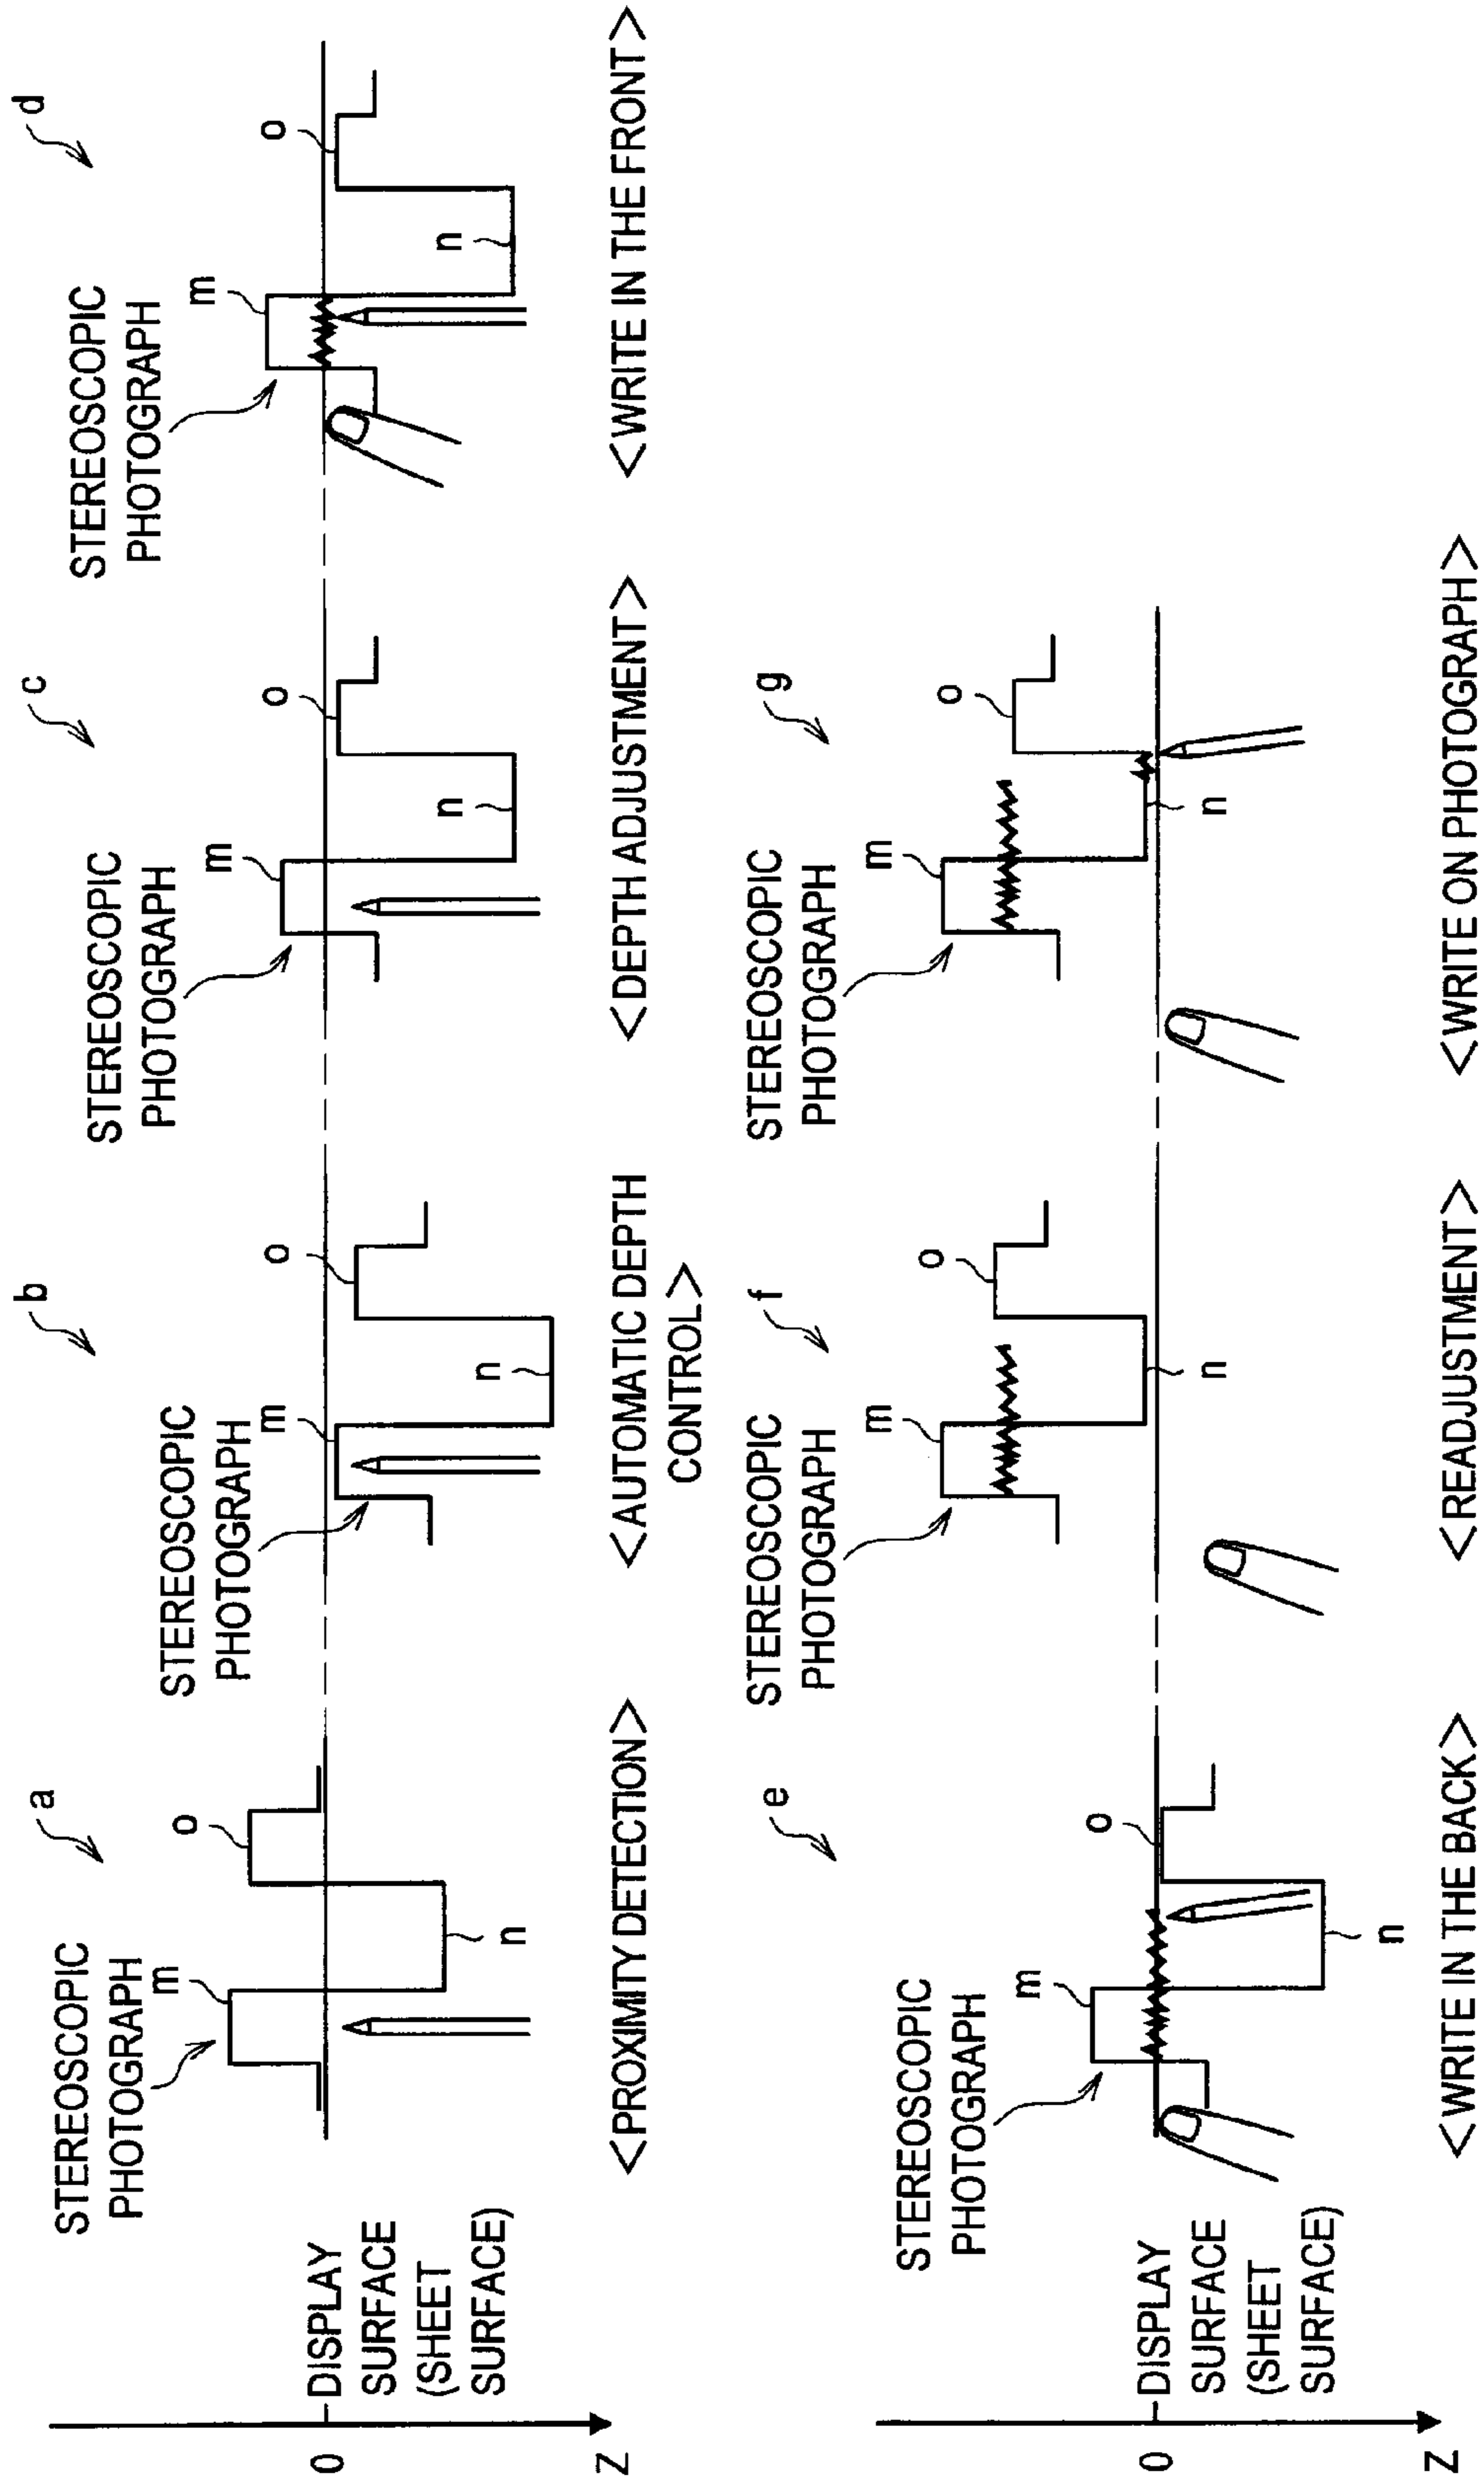 a
STEREOSCOPIC
PHOTOGRAPH
m
n
o
<PROXIMITY DETECTION>
b
STEREOSCOPIC
PHOTOGRAPH
m
n
o
<AUTOMATIC DEPTH
CONTROL>
c
STEREOSCOPIC
PHOTOGRAPH
m
n
o
<DEPTH ADJUSTMENT>
d
STEREOSCOPIC
PHOTOGRAPH
m
n
o
<WRITE IN THE FRONT>
0
DISPLAY
SURFACE
(SHEET
SURFACE)
Z
e
STEREOSCOPIC
PHOTOGRAPH
m
n
o
<WRITE IN THE BACK>
f
STEREOSCOPIC
PHOTOGRAPH
m
n
o
<READJUSTMENT>
g
STEREOSCOPIC
PHOTOGRAPH
m
n
o
<WRITE ON PHOTOGRAPH>
0
DISPLAY
SURFACE
(SHEET
SURFACE)
Z